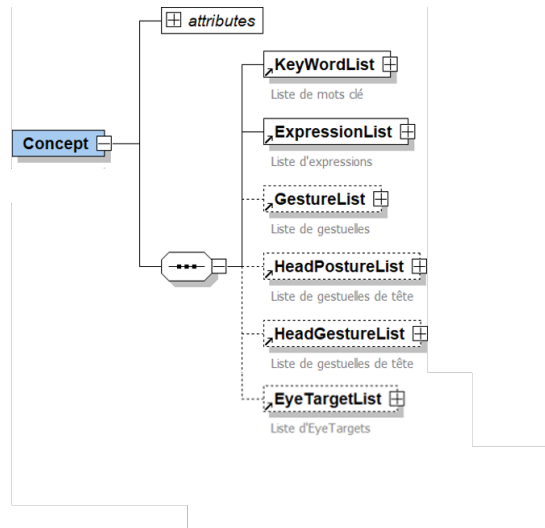 attributes
KeyWordList
Liste de mots clé
Concept
ExpressionList
Liste d'expressions
GestureList
Liste de gestuelles
HeadPostureList
Liste de gestuelles de tête
HeadGestureList
Liste de gestuelles de tête
EyeTargetList
Liste d'EyeTargets